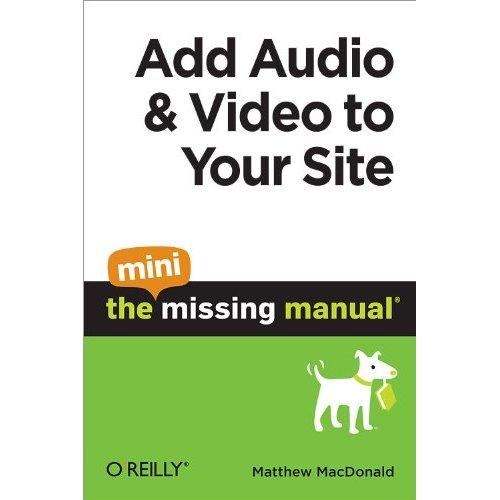 Add Audio
& Video to
Your Site
mini
the missing manual®
O REILLY®
Matthew MacDonald